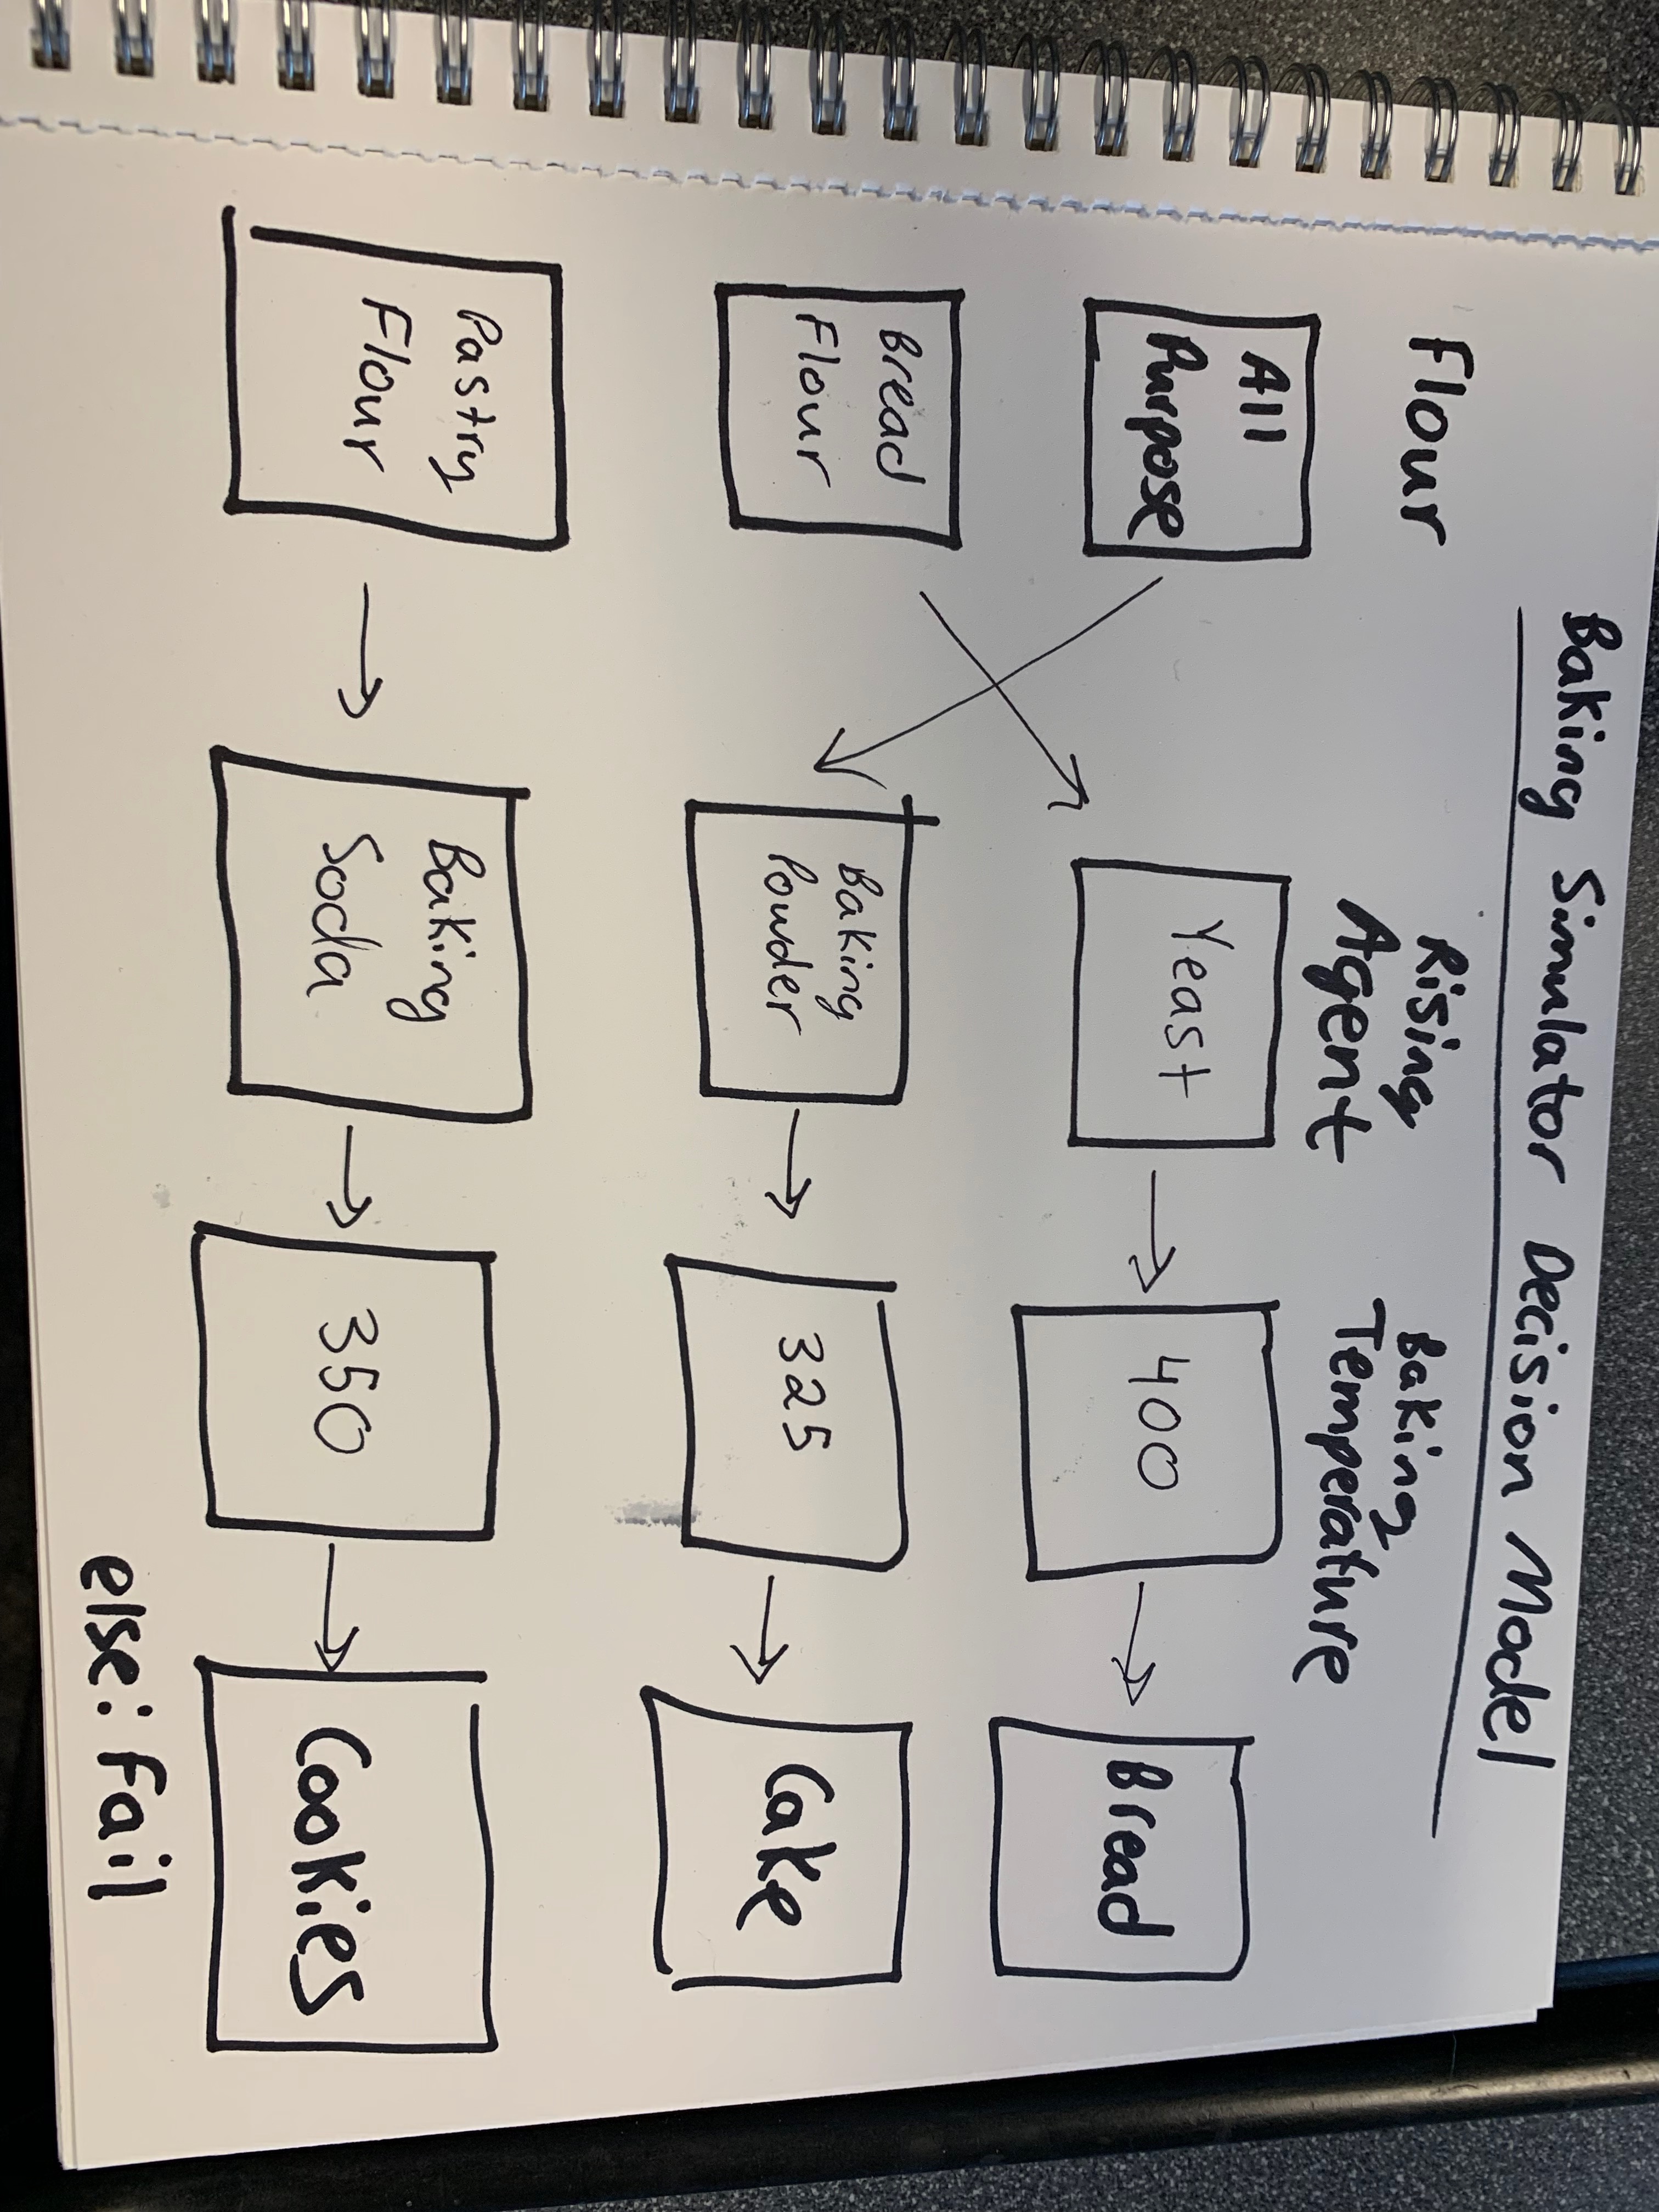 Baking Simulator Decision Model
Flour
Rising
Agent
Baking
Temperature
All
Purpose
Yeast
400
Bread
Bread
Flour
Baking
Powder
325
Cake
Pastry
Flour
Baking
Soda
350
Cookies
else: Fail